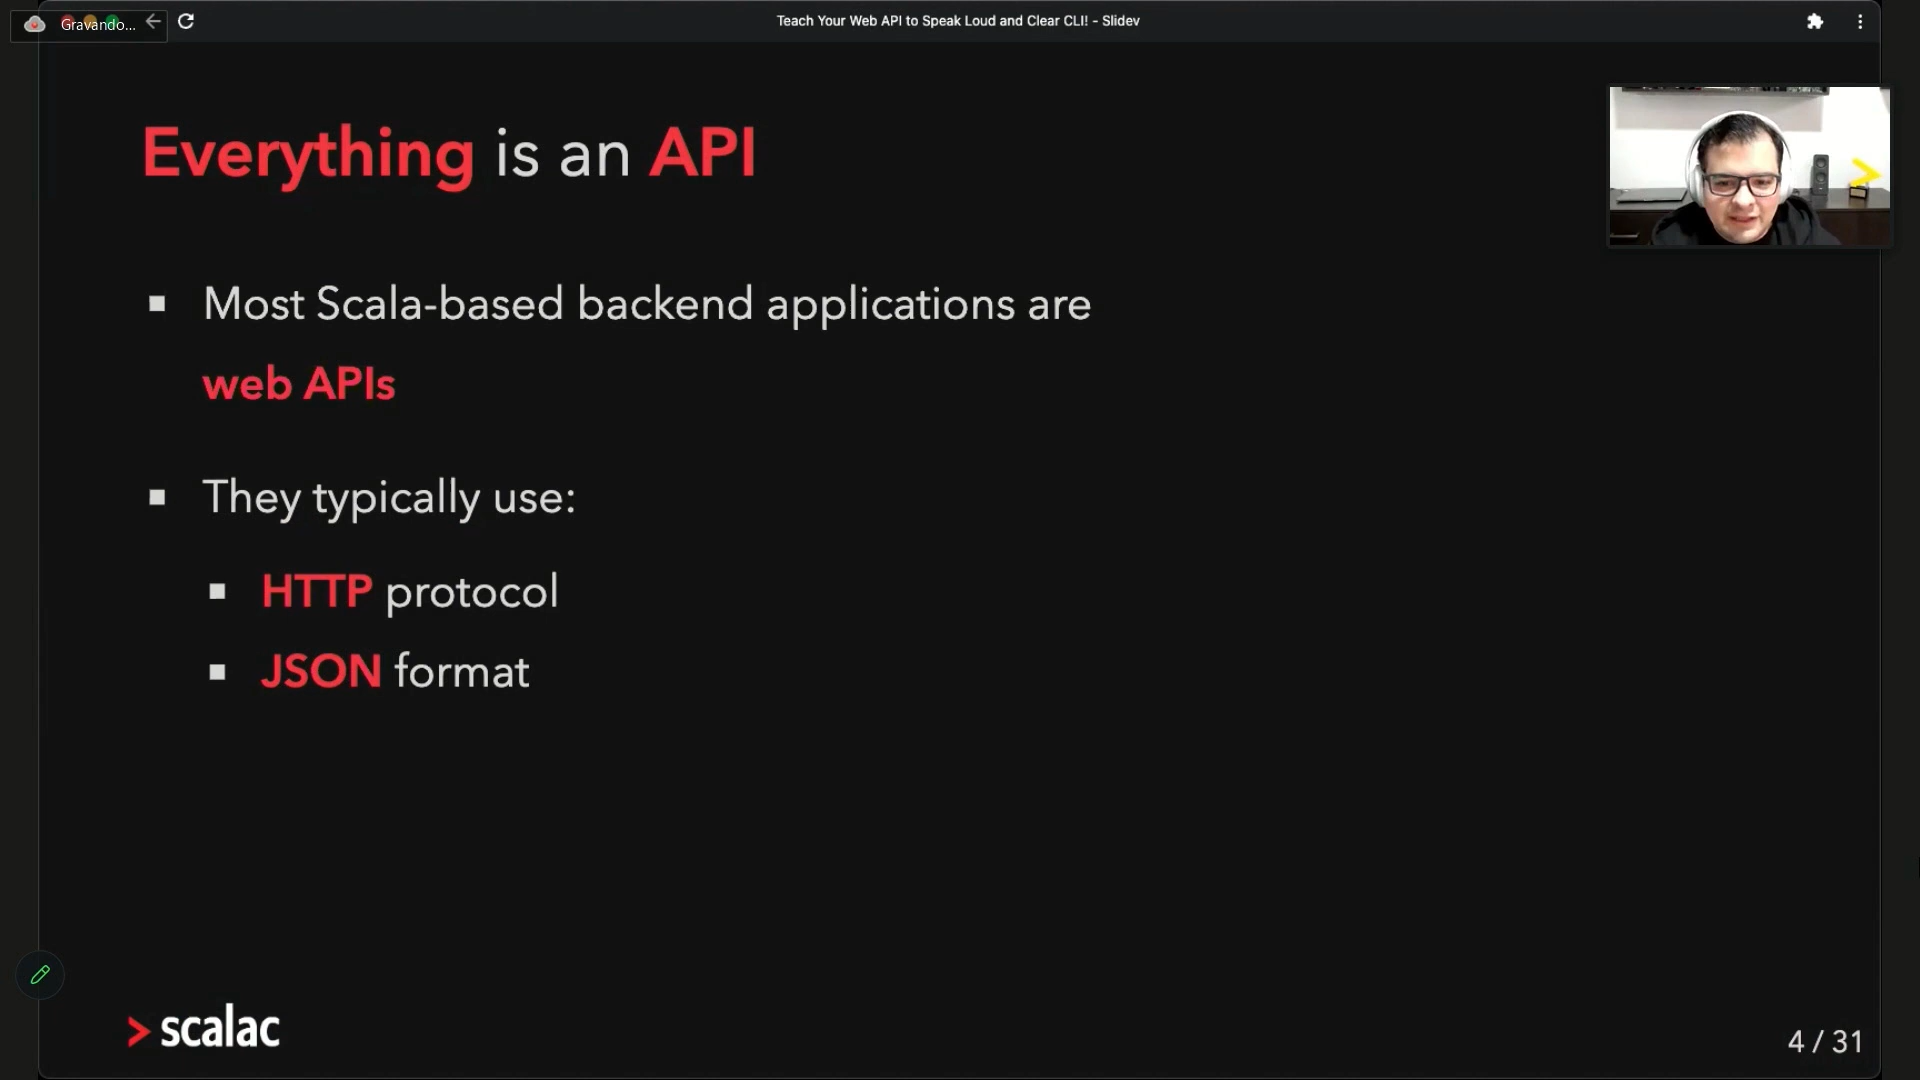 Gravando...
Teach Your Web API to Speak Loud and Clear CLI! - Slidev
Everything is an API
Most Scala-based backend applications are
web APIs
They typically use:
HTTP protocol
JSON format
scalac
4 / 31